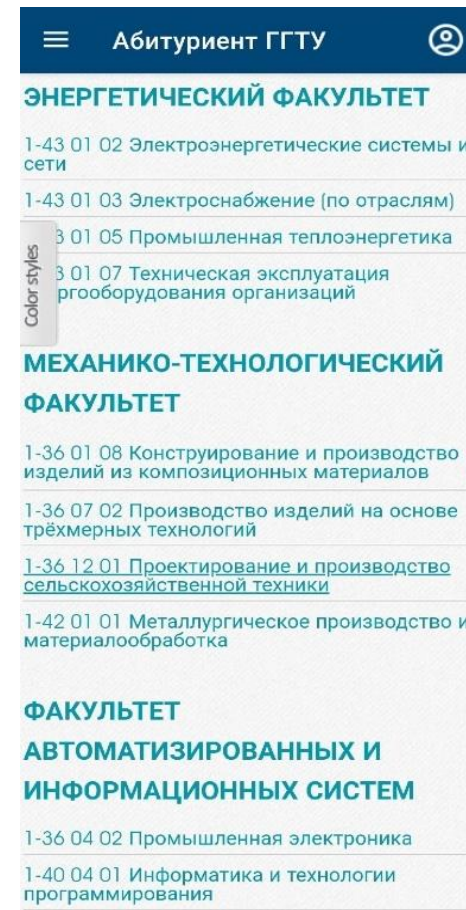 Абитуриент ГГТУ
ЭНЕРГЕТИЧЕСКИЙ ФАКУЛЬТЕТ
1-43 01 02 Электроэнергетические системы и
сети
1-43 01 03 Электроснабжение (по отраслям)
3 01 05 Промышленная теплоэнергетика
3 01 07 Техническая эксплуатация
ргооборудования организаций
Color styles
МЕХАНИКО-ТЕХНОЛОГИЧЕСКИЙ
ФАКУЛЬТЕТ
1-36 01 08 Конструирование и производство
изделий из композиционных материалов
1-36 07 02 Производство изделий на основе
трёхмерных технологий
1-36 12 01 Проектирование и производство
сельскохозяйственной техники
1-42 01 01 Металлургическое производство и
материалообработка
ФАКУЛЬТЕТ
АВТОМАТИЗИРОВАННЫХ И
ИНФОРМАЦИОННЫХ СИСТЕМ
1-36 04 02 Промышленная электроника
1-40 04 01 Информатика и технологии
программирования